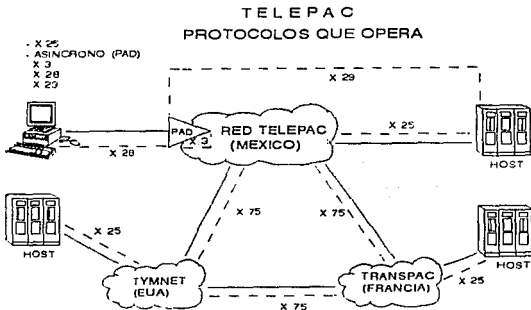 TELEPAC
PROTOCOLOS QUE OPERA
. X 25
. ASINCRONO (PAD)
X 3
X 28
X 29
X 29
PAD
X 3
RED TELEPAC
(MEXICO)
X 25
HOST
X 28
X 25
HOST
X 75
X 75
HOST
X 25
TYMNET
(EUA)
X 75
TRANSPAC
(FRANCIA)